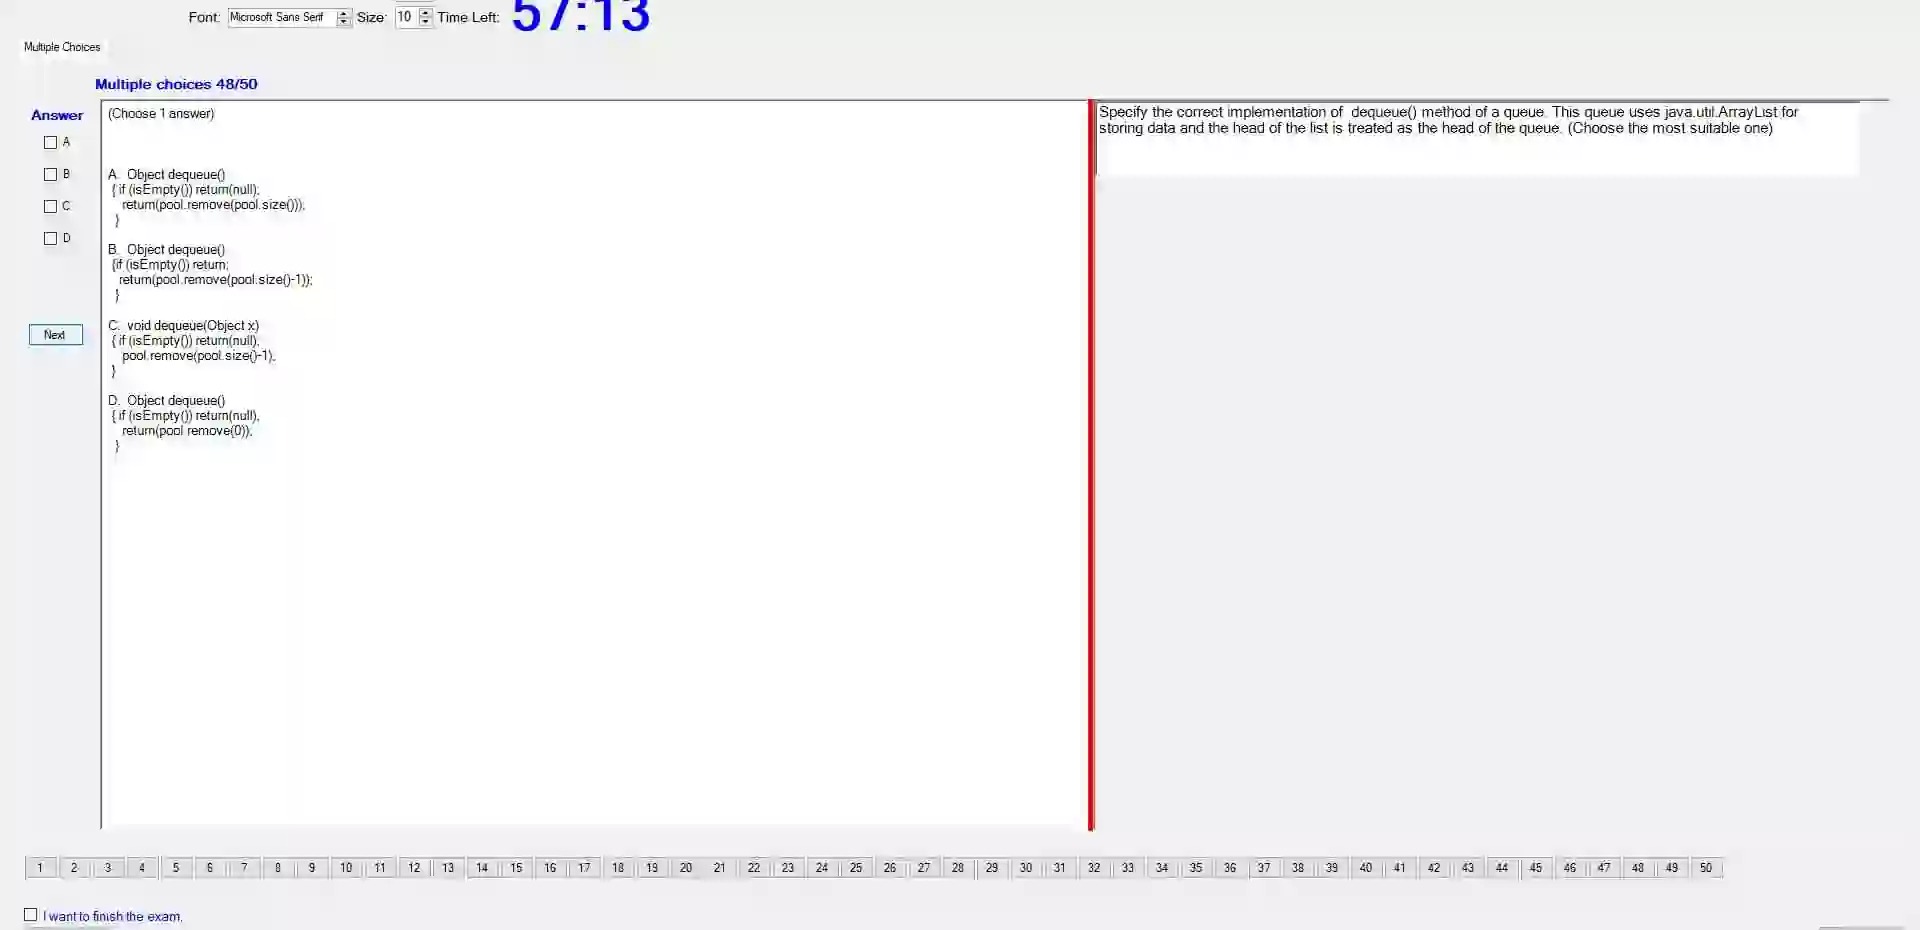 Font: Microsoft Sans Serif Size: 10 Time Left: 57:13
Multiple Choices
Multiple choices 48/50
Answer
A
B
C
D
Next
(Choose 1 answer)
A. Object dequeue()
{ if (isEmpty()) return(null);
return(pool.remove(pool.size()));
}
B. Object dequeue()
{if (isEmpty()) return;
return(pool.remove(pool.size()-1));
}
C. void dequeue(Object x)
{ if (isEmpty()) return(null);
pool.remove(pool.size()-1);
}
D. Object dequeue()
{ if (isEmpty()) return(null);
return(pool.remove(0));
}
Specify the correct implementation of dequeue() method of a queue. This queue uses java.util.ArrayList for
storing data and the head of the list is treated as the head of the queue. (Choose the most suitable one)
1 2 3 4 5 6 7 8 9 10 11 12 13 14 15 16 17 18 19 20 21 22 23 24 25 26 27 28 29 30 31 32 33 34 35 36 37 38 39 40 41 42 43 44 45 46 47 48 49 50
I want to finish the exam.